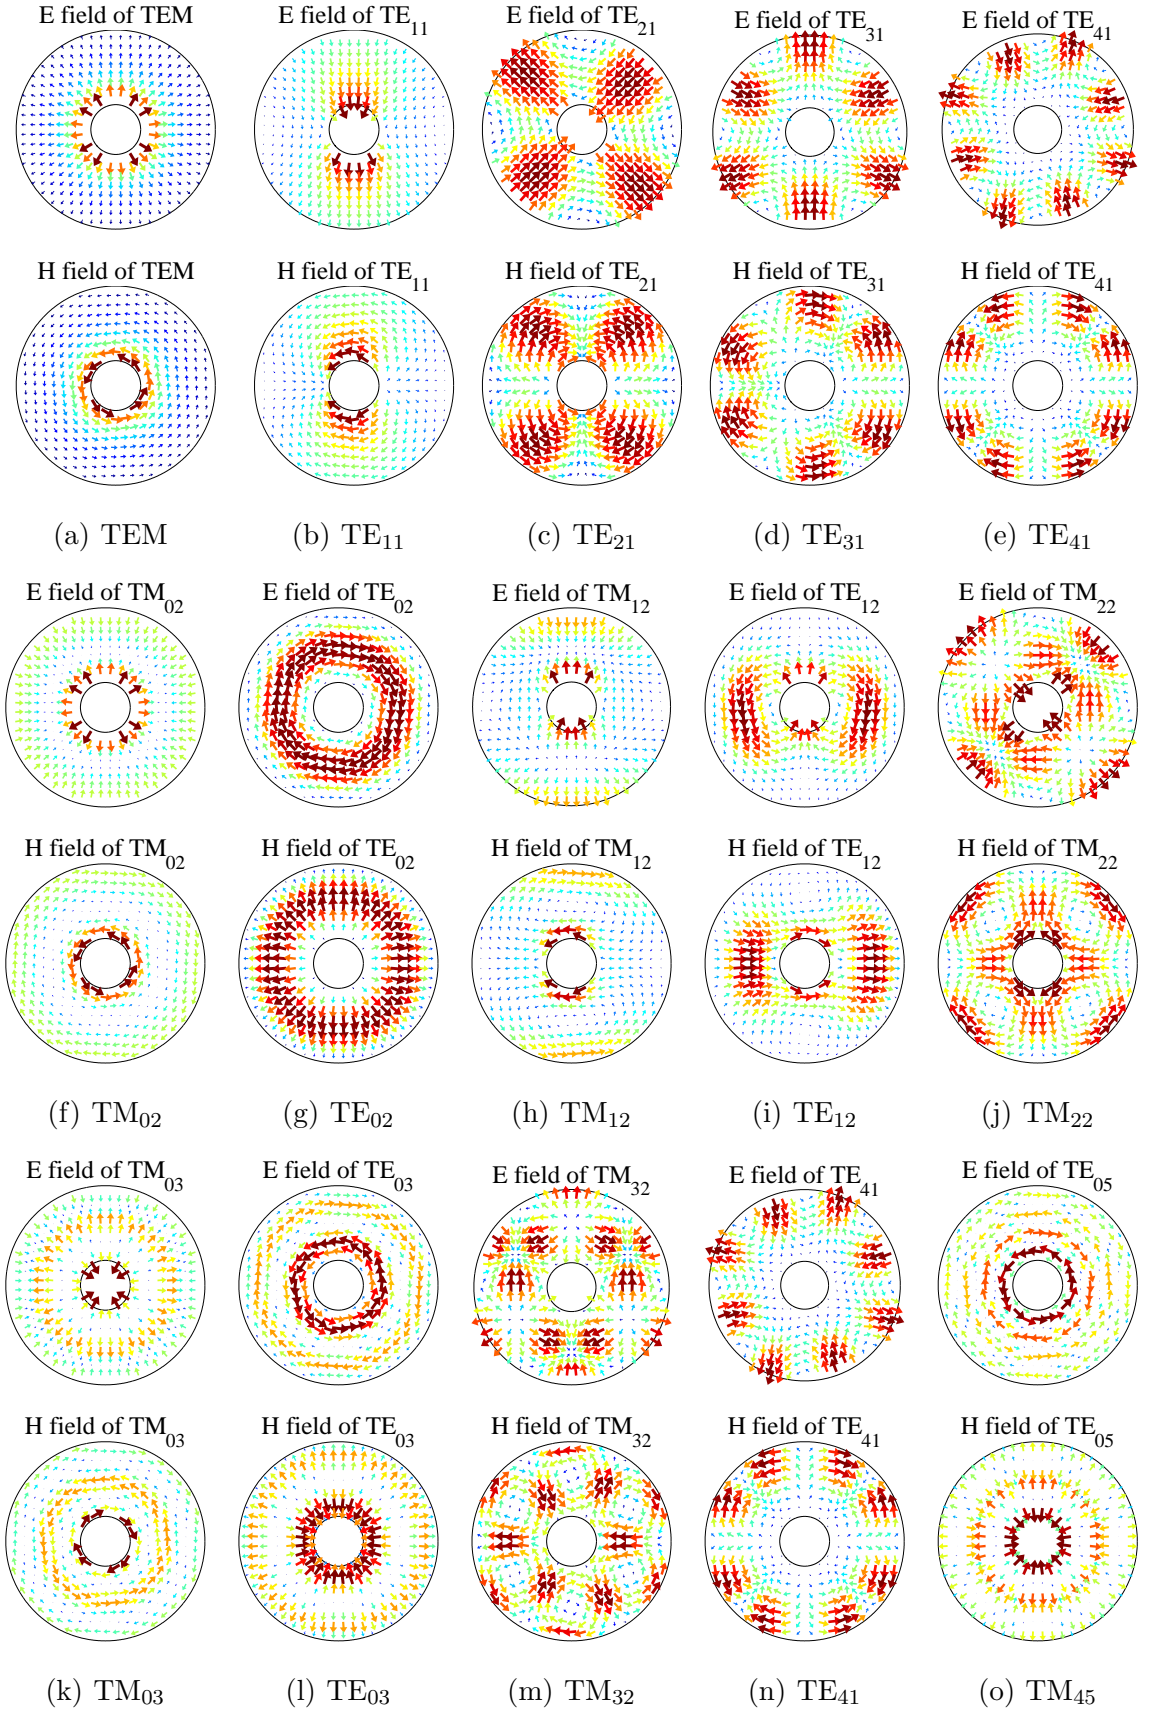 E field of TEM E field of TE11 E field of TE21 E field of TE31 E field of TE41
H field of TEM H field of TE11 H field of TE21 H field of TE31 H field of TE41
(a) TEM (b) TE11 (c) TE21 (d) TE31 (e) TE41
E field of TM02 E field of TE02 E field of TM12 E field of TE12 E field of TM22
H field of TM02 H field of TE02 H field of TM12 H field of TE12 H field of TM22
(f) TM02 (g) TE02 (h) TM12 (i) TE12 (j) TM22
E field of TM03 E field of TE03 E field of TM32 E field of TE41 E field of TE05
H field of TM03 H field of TE03 H field of TM32 H field of TE41 H field of TE05
(k) TM03 (l) TE03 (m) TM32 (n) TE41 (o) TM45